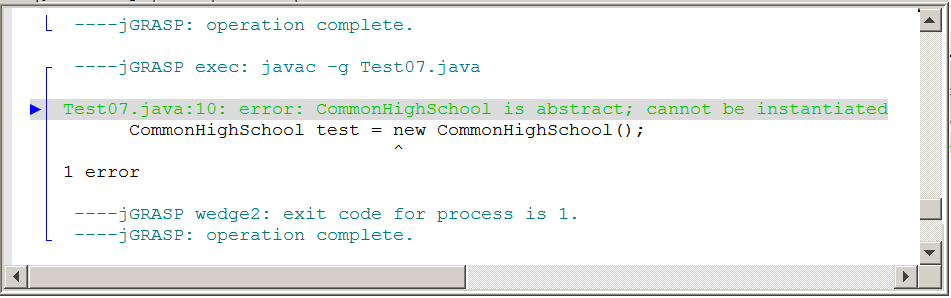 ----jGRASP: operation complete.
----jGRASP exec: javac -g Test07.java
Test07.java:10: error: CommonHighSchool is abstract; cannot be instantiated
CommonHighSchool test = new CommonHighSchool();
^
1 error
----jGRASP wedge2: exit code for process is 1.
----jGRASP: operation complete.